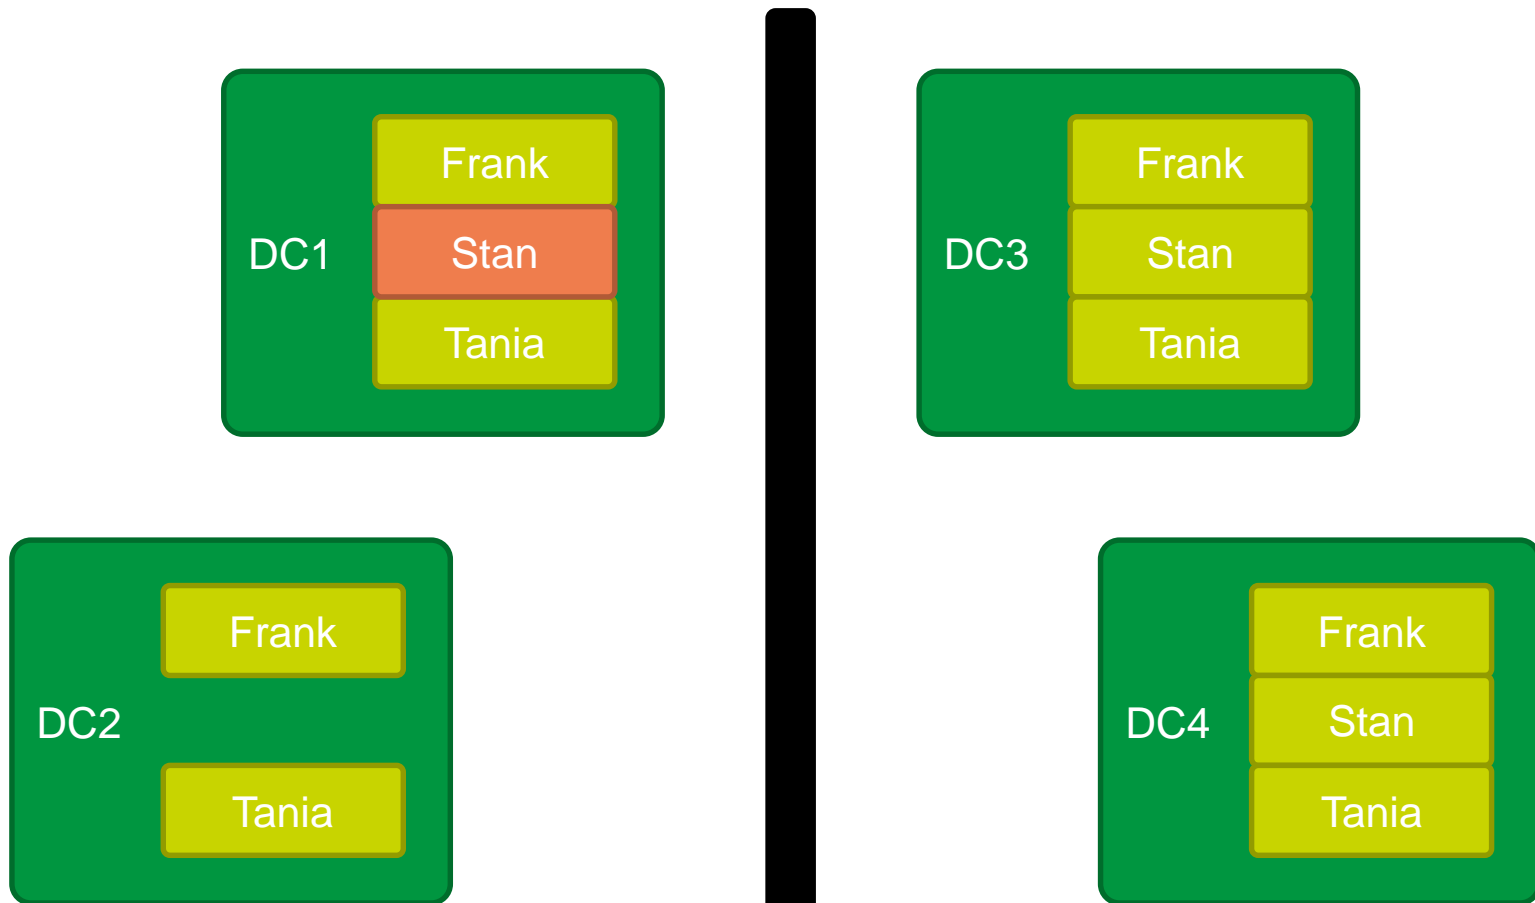 DC1
Frank
Stan
Tania
DC3
Frank
Stan
Tania
DC2
Frank
Tania
DC4
Frank
Stan
Tania